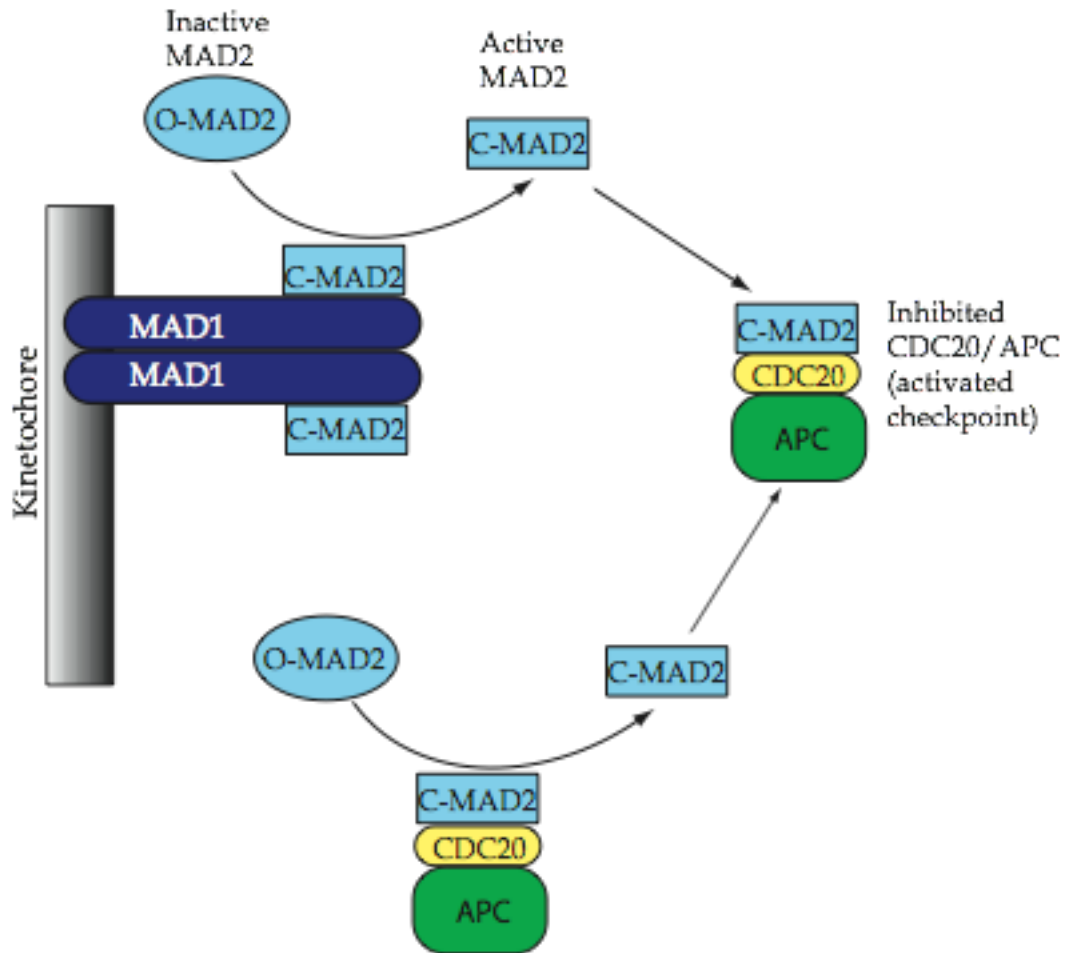 Inactive
MAD2
O-MAD2
Active
MAD2
C-MAD2
C-MAD2
MAD1
MAD1
C-MAD2
Kinetochore
C-MAD2
CDC20
APC
Inhibited
CDC20/APC
(activated
checkpoint)
O-MAD2
C-MAD2
C-MAD2
CDC20
APC